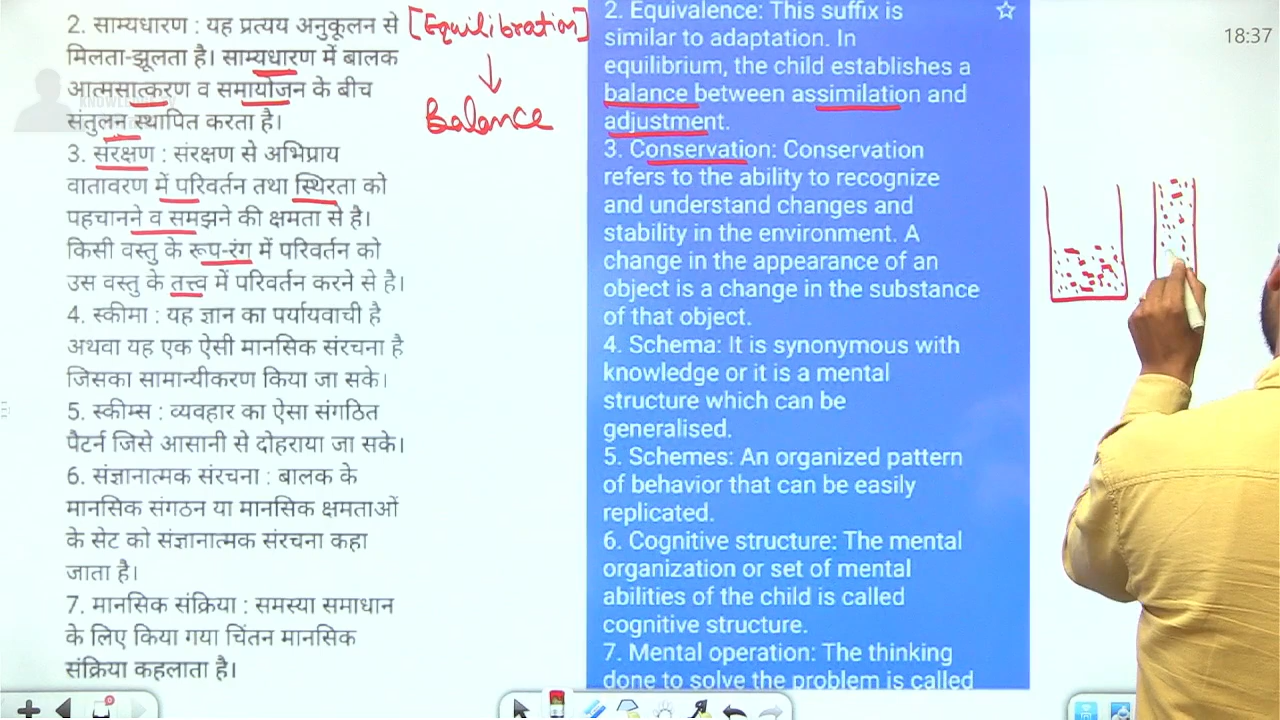 2. साम्यधारण : यह प्रत्यय अनुकूलन से
मिलता-झूलता है। साम्यधारण में बालक
आत्मसात्करण व समायोजन के बीच
संतुलन स्थापित करता है।
3. संरक्षण : संरक्षण से अभिप्राय
वातावरण में परिवर्तन तथा स्थिरता को
पहचानने व समझने की क्षमता से है।
किसी वस्तु के रूप-रंग में परिवर्तन को
उस वस्तु के तत्त्व में परिवर्तन करने से है।
4. स्कीमा : यह ज्ञान का पर्यायवाची है
अथवा यह एक ऐसी मानसिक संरचना है
जिसका सामान्यीकरण किया जा सके।
5. स्कीम्स : व्यवहार का ऐसा संगठित
पैटर्न जिसे आसानी से दोहराया जा सके।
6. संज्ञानात्मक संरचना : बालक के
मानसिक संगठन या मानसिक क्षमताओं
के सेट को संज्ञानात्मक संरचना कहा
जाता है।
7. मानसिक संक्रिया : समस्या समाधान
के लिए किया गया चिंतन मानसिक
संक्रिया कहलाता है।
[Equilibration]
Balance
2. Equivalence: This suffix is
similar to adaptation. In
equilibrium, the child establishes a
balance between assimilation and
adjustment.
3. Conservation: Conservation
refers to the ability to recognize
and understand changes and
stability in the environment. A
change in the appearance of an
object is a change in the substance
of that object.
4. Schema: It is synonymous with
knowledge or it is a mental
structure which can be
generalised.
5. Schemes: An organized pattern
of behavior that can be easily
replicated.
6. Cognitive structure: The mental
organization or set of mental
abilities of the child is called
cognitive structure.
7. Mental operation: The thinking
done to solve the problem is called
18:37